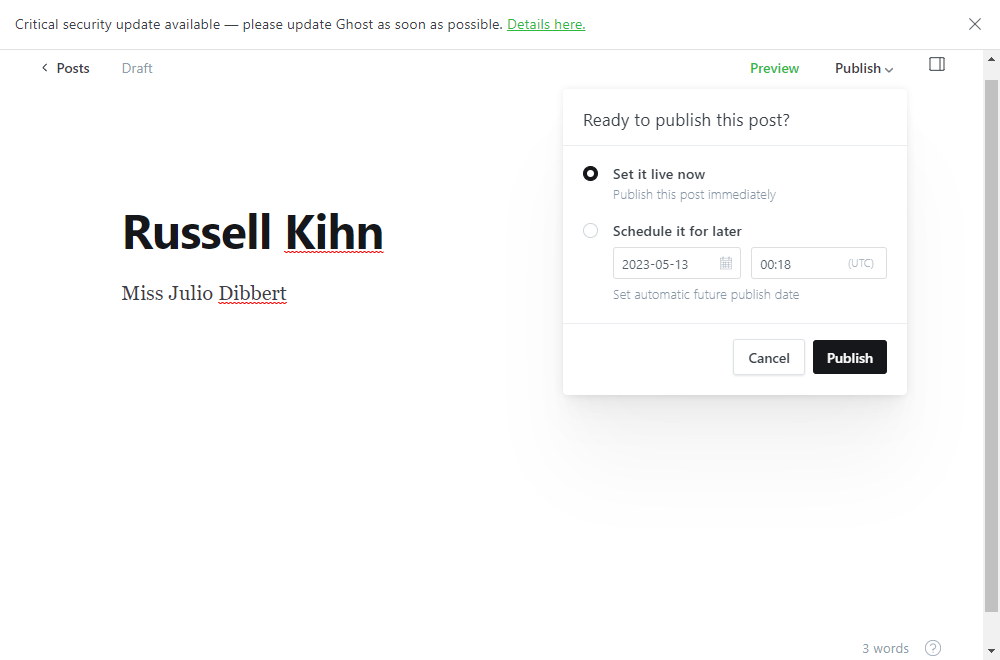 Critical security update available — please update Ghost as soon as possible. Details here.
Posts Draft Preview Publish
Ready to publish this post?
Set it live now
Publish this post immediately
Schedule it for later
2023-05-13 00:18 (UTC)
Set automatic future publish date
Cancel Publish
Russell Kihn
Miss Julio Dibbert
3 words ?